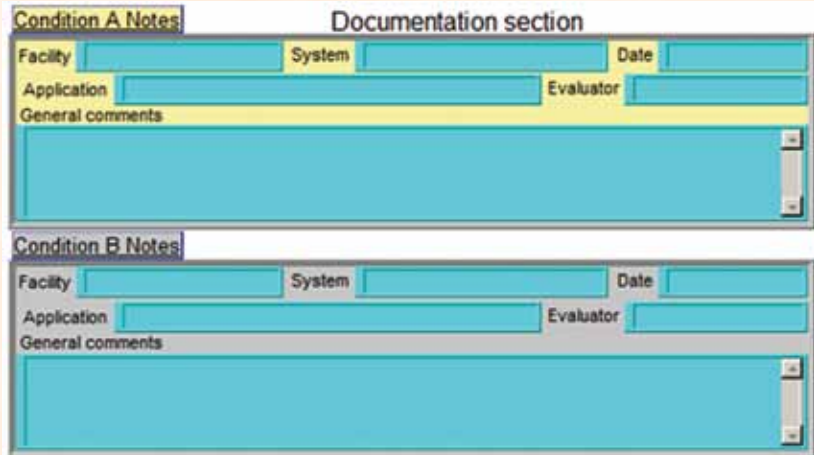 Condition A Notes Documentation section
Facility System Date
Application Evaluator
General comments
Condition B Notes
Facility System Date
Application Evaluator
General comments